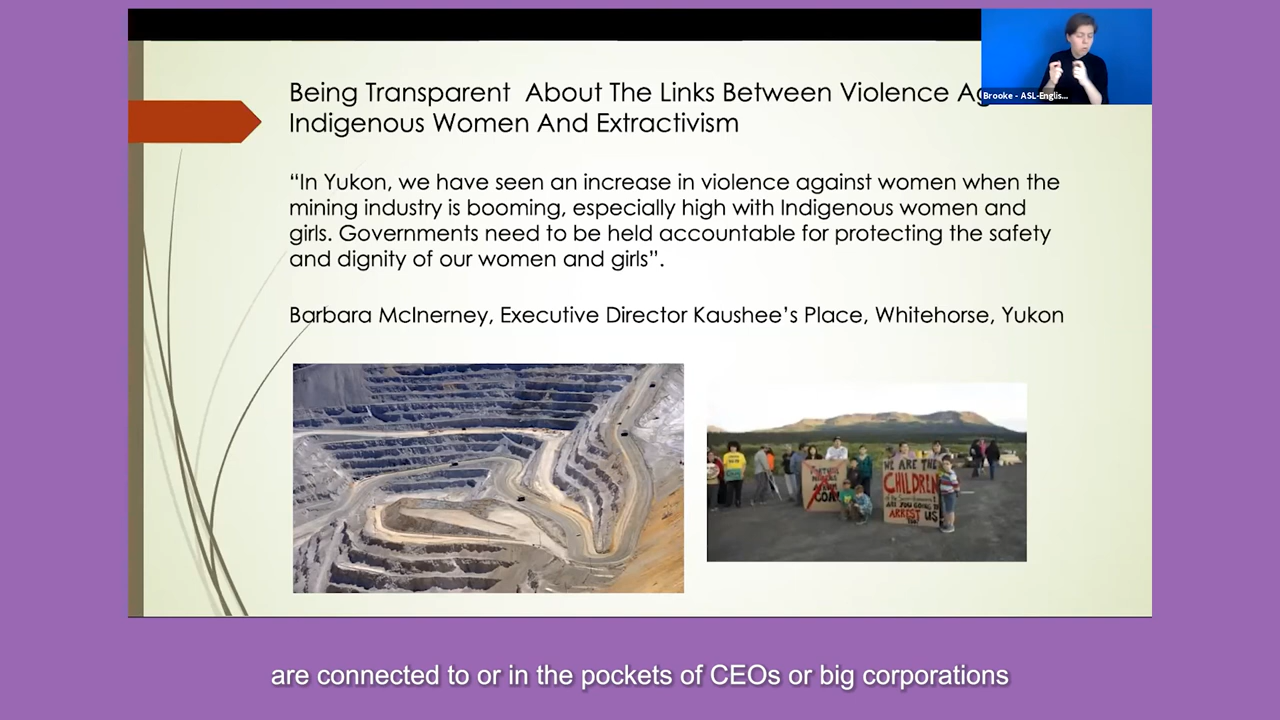 Being Transparent About The Links Between Violence Ag
Indigenous Women And Extractivism
Brooke - ASL-Englis...
“In Yukon, we have seen an increase in violence against women when the
mining industry is booming, especially high with Indigenous women and
girls. Governments need to be held accountable for protecting the safety
and dignity of our women and girls”.
Barbara McInerney, Executive Director Kaushee’s Place, Whitehorse, Yukon
WE ARE THE
CHILDREN
ARE YOU GOING TO
ARREST US
are connected to or in the pockets of CEOs or big corporations